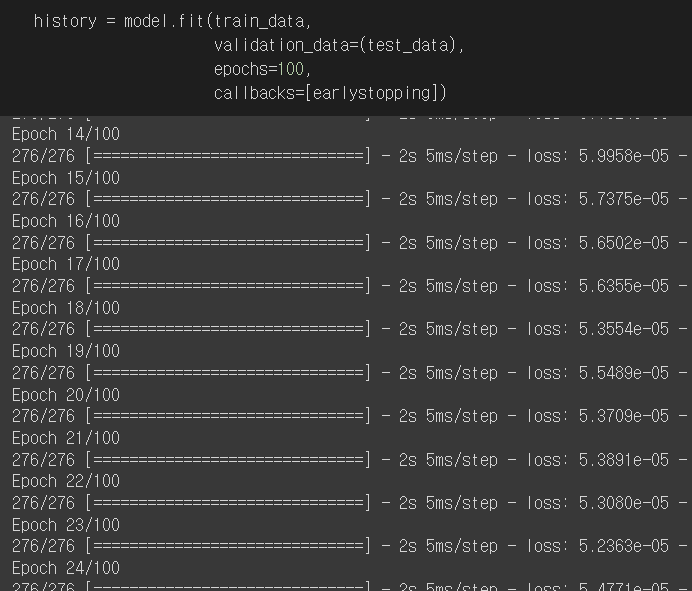 history = model.fit(train_data,
validation_data=(test_data),
epochs=100,
callbacks=[earlystopping])
Epoch 14/100
276/276 [==============================] - 2s 5ms/step - loss: 5.9958e-05 -
Epoch 15/100
276/276 [==============================] - 2s 5ms/step - loss: 5.7375e-05 -
Epoch 16/100
276/276 [==============================] - 2s 5ms/step - loss: 5.6502e-05 -
Epoch 17/100
276/276 [==============================] - 2s 5ms/step - loss: 5.6355e-05 -
Epoch 18/100
276/276 [==============================] - 2s 5ms/step - loss: 5.3554e-05 -
Epoch 19/100
276/276 [==============================] - 2s 5ms/step - loss: 5.5489e-05 -
Epoch 20/100
276/276 [==============================] - 2s 5ms/step - loss: 5.3709e-05 -
Epoch 21/100
276/276 [==============================] - 2s 5ms/step - loss: 5.3891e-05 -
Epoch 22/100
276/276 [==============================] - 2s 5ms/step - loss: 5.3080e-05 -
Epoch 23/100
276/276 [==============================] - 2s 5ms/step - loss: 5.2363e-05 -
Epoch 24/100
276/276 [==============================] - 2s 5ms/step - loss: 5.4771e-05 -